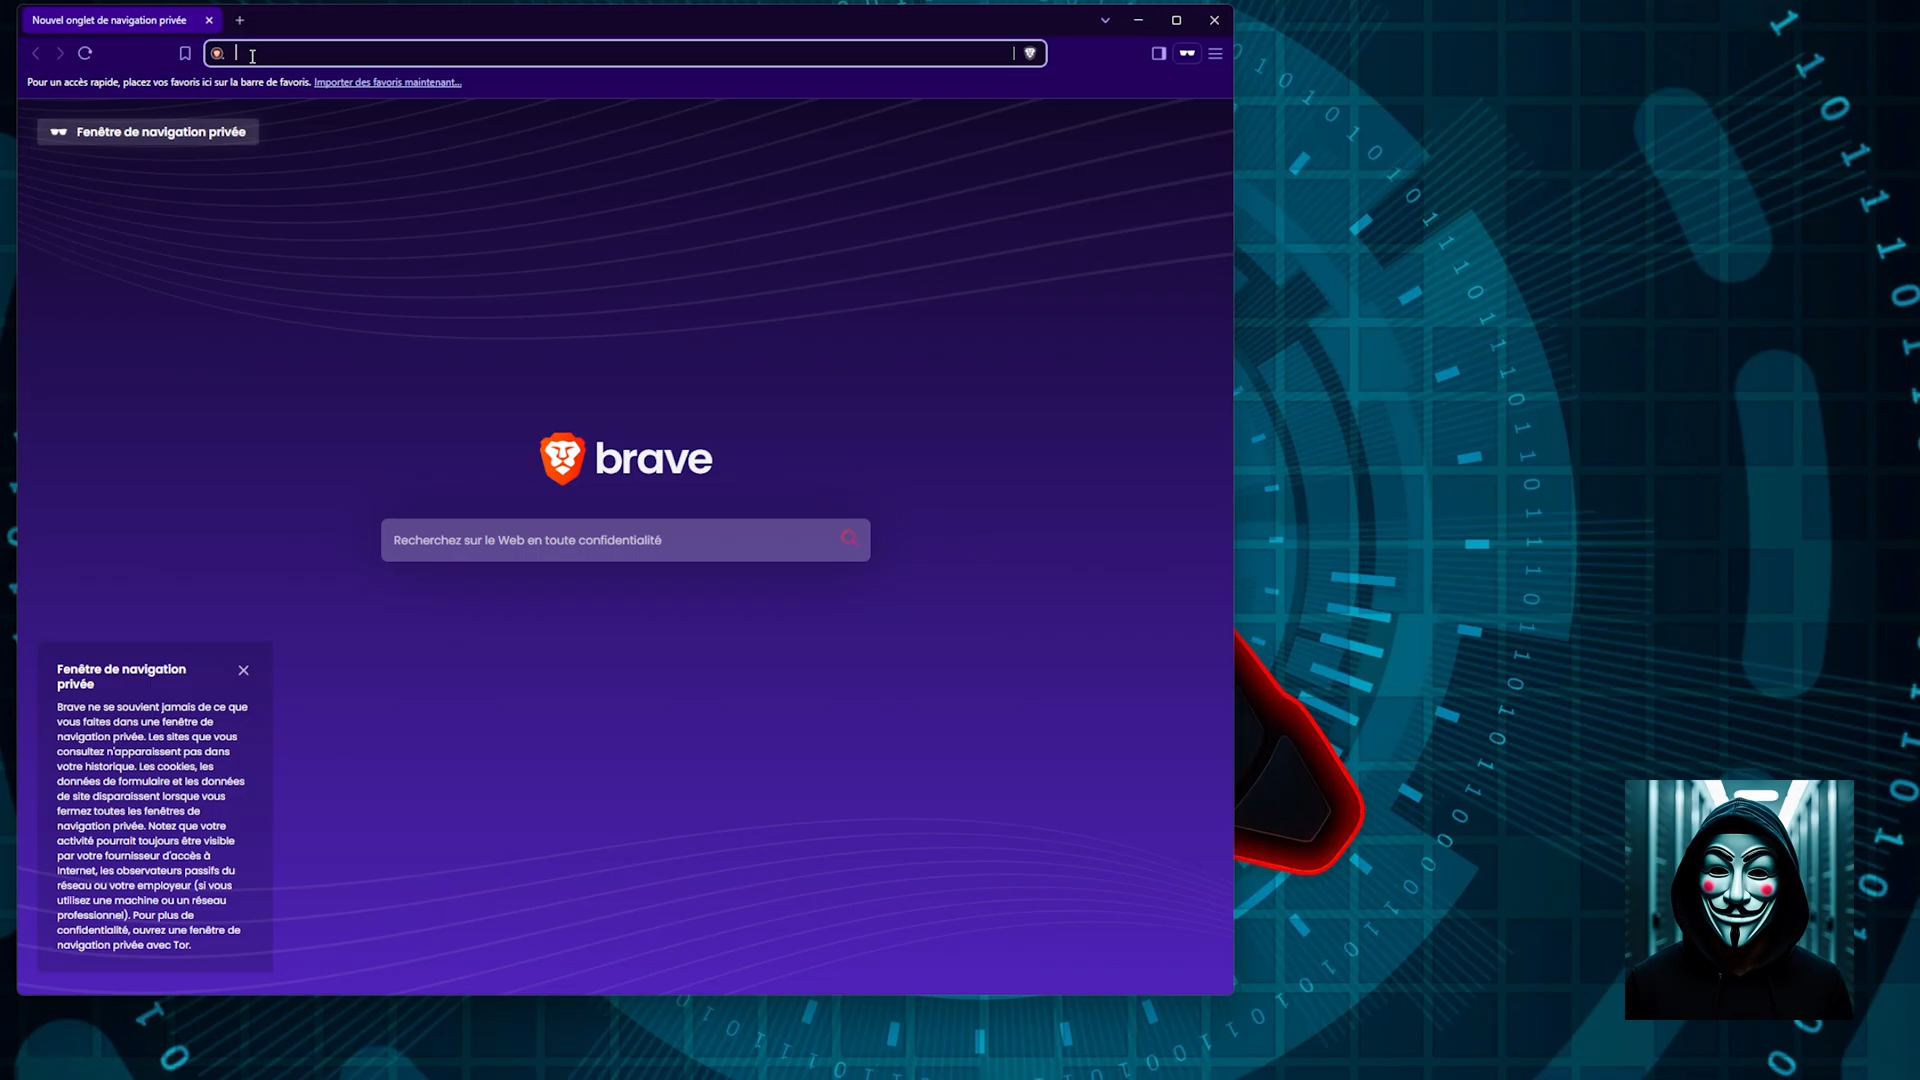 Nouvel onglet de navigation privée
Pour un accès rapide, placez vos favoris ici sur la barre de favoris. Importer des favoris maintenant...
Fenêtre de navigation privée
brave
Recherchez sur le Web en toute confidentialité
Fenêtre de navigation
privée
Brave ne se souvient jamais de ce que
vous faites dans une fenêtre de
navigation privée. Les sites que vous
consultez n'apparaissent pas dans
votre historique. Les cookies, les
données de formulaire et les données
de site disparaissent lorsque vous
fermez toutes les fenêtres de
navigation privée. Notez que votre
activité pourrait toujours être visible
par votre fournisseur d'accès à
Internet, les observateurs passifs du
réseau ou votre employeur (si vous
utilisez une machine ou un réseau
professionnel). Pour plus de
confidentialité, ouvrez une fenêtre de
navigation privée avec Tor.